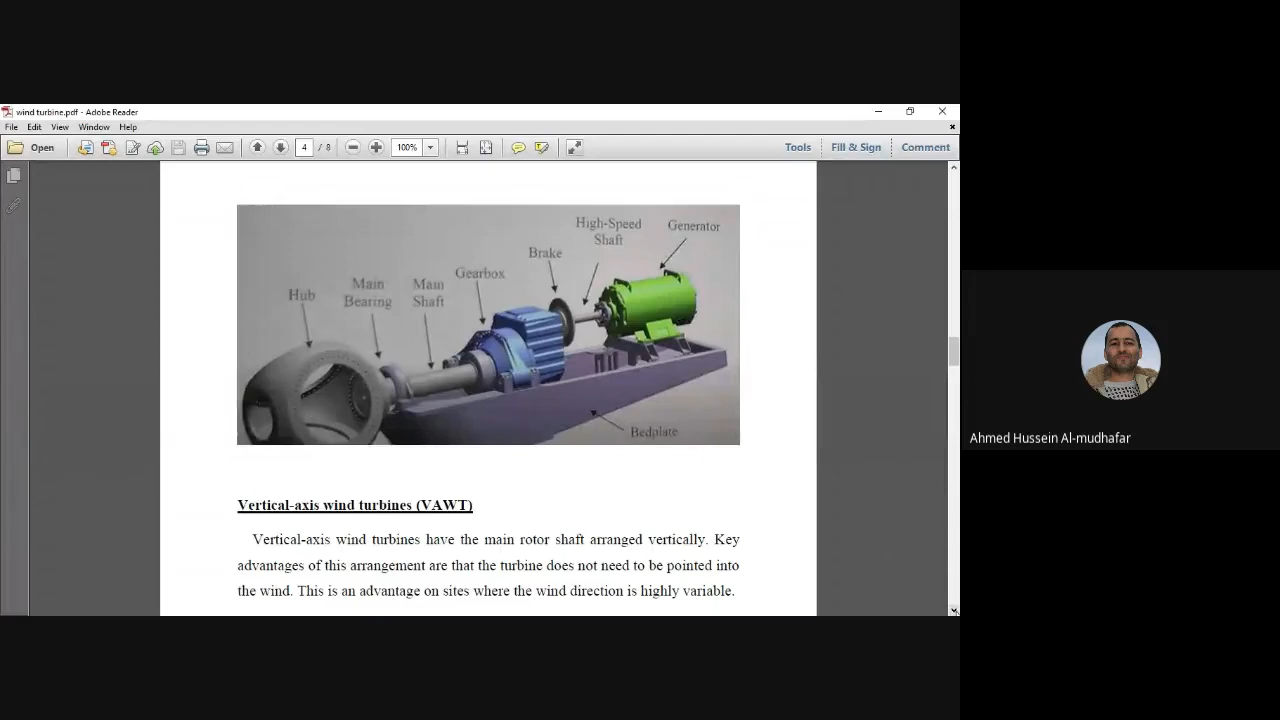 wind turbine.pdf - Adobe Reader
File Edit View Window Help
Open 4 / 8 100% Tools Fill & Sign Comment
High-Speed
Shaft
Generator
Brake
Gearbox
Main
Bearing
Main
Shaft
Hub
Bedplate
Vertical-axis wind turbines (VAWT)
Vertical-axis wind turbines have the main rotor shaft arranged vertically. Key
advantages of this arrangement are that the turbine does not need to be pointed into
the wind. This is an advantage on sites where the wind direction is highly variable.
Ahmed Hussein Al-mudhafar